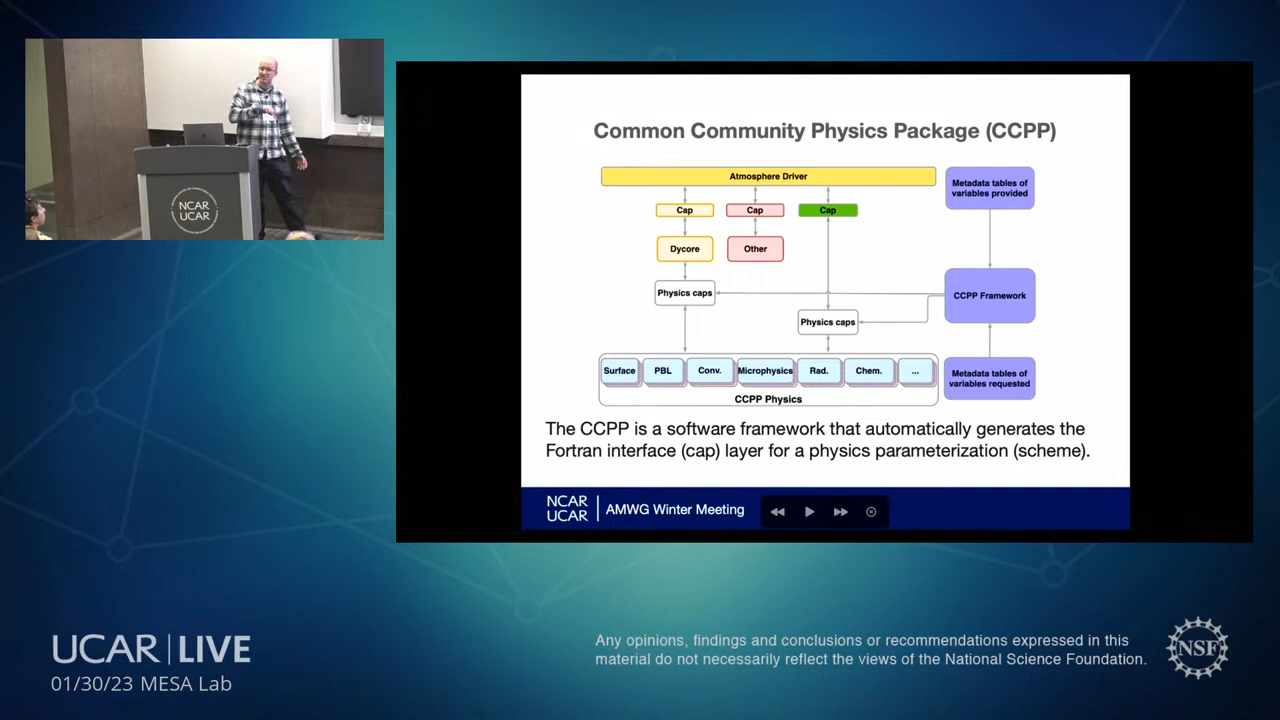 NCAR
UCAR
Common Community Physics Package (CCPP)
Atmosphere Driver
Cap
Cap
Cap
Dycore
Other
Physics caps
Physics caps
Surface
PBL
Conv.
Microphysics
Rad.
Chem.
...
CCPP Physics
Metadata tables of
variables provided
CCPP Framework
Metadata tables of
variables requested
The CCPP is a software framework that automatically generates the
Fortran interface (cap) layer for a physics parameterization (scheme).
NCAR
UCAR
AMWG Winter Meeting
UCAR | LIVE
01/30/23 MESA Lab
Any opinions, findings and conclusions or recommendations expressed in this
material do not necessarily reflect the views of the National Science Foundation.
NSF